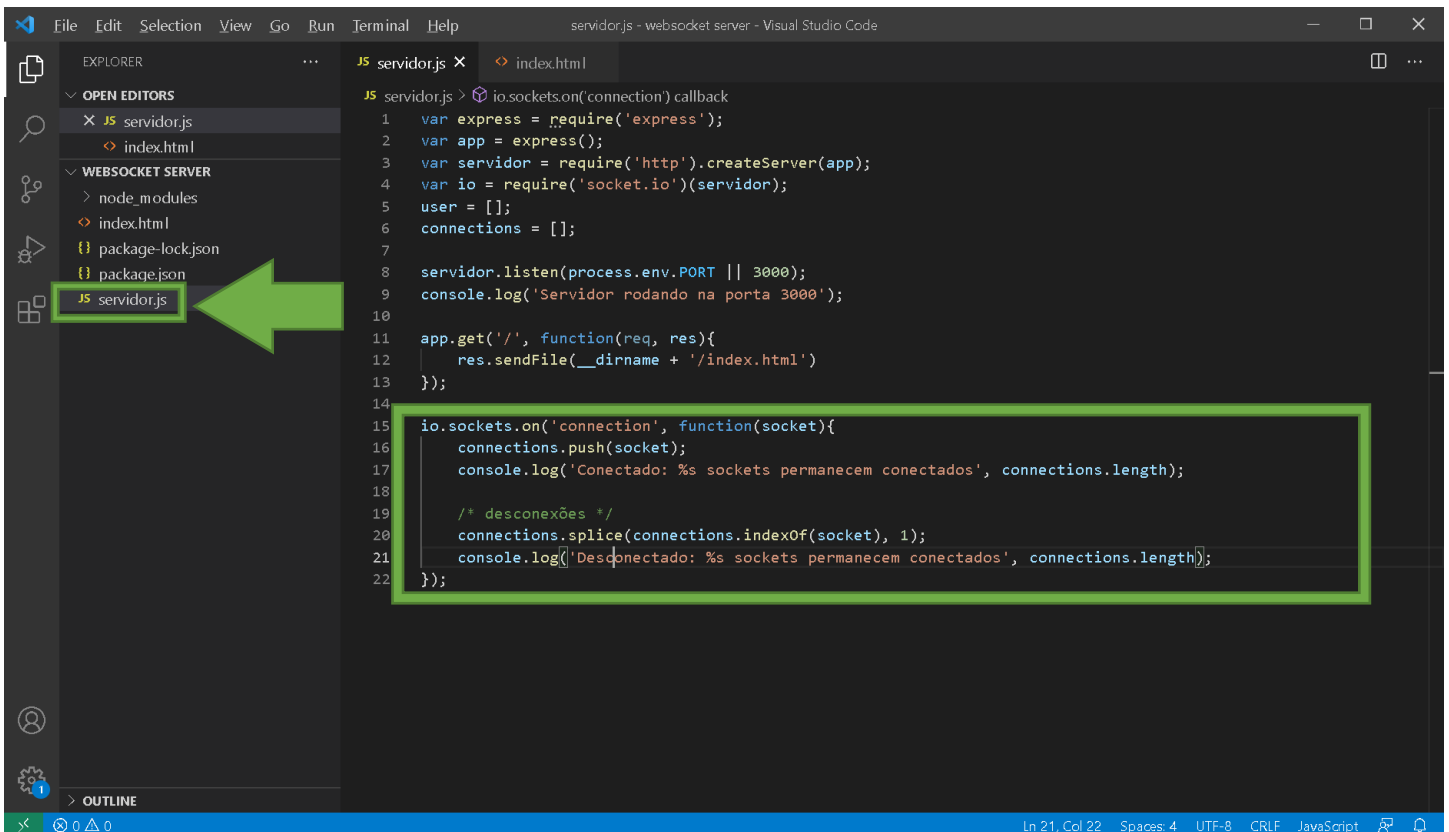 File Edit Selection View Go Run Terminal Help servidor.js - websocket server - Visual Studio Code
EXPLORER
OPEN EDITORS
JS servidor.js
index.html
WEBSOCKET SERVER
node_modules
index.html
package-lock.json
package.json
JS servidor.js
OUTLINE
JS servidor.js index.html
JS servidor.js > io.sockets.on('connection') callback
1 var express = require('express');
2 var app = express();
3 var servidor = require('http').createServer(app);
4 var io = require('socket.io')(servidor);
5 user = [];
6 connections = [];
7
8 servidor.listen(process.env.PORT || 3000);
9 console.log('Servidor rodando na porta 3000');
10
11 app.get('/', function(req, res){
12 res.sendFile(__dirname + '/index.html')
13 });
14
15 io.sockets.on('connection', function(socket){
16 connections.push(socket);
17 console.log('Conectado: %s sockets permanecem conectados', connections.length);
18
19 /* desconexões */
20 connections.splice(connections.indexOf(socket), 1);
21 console.log('Desconectado: %s sockets permanecem conectados', connections.length);
22 });
1
0 0 Ln 21, Col 22 Spaces: 4 UTF-8 CRLF JavaScript